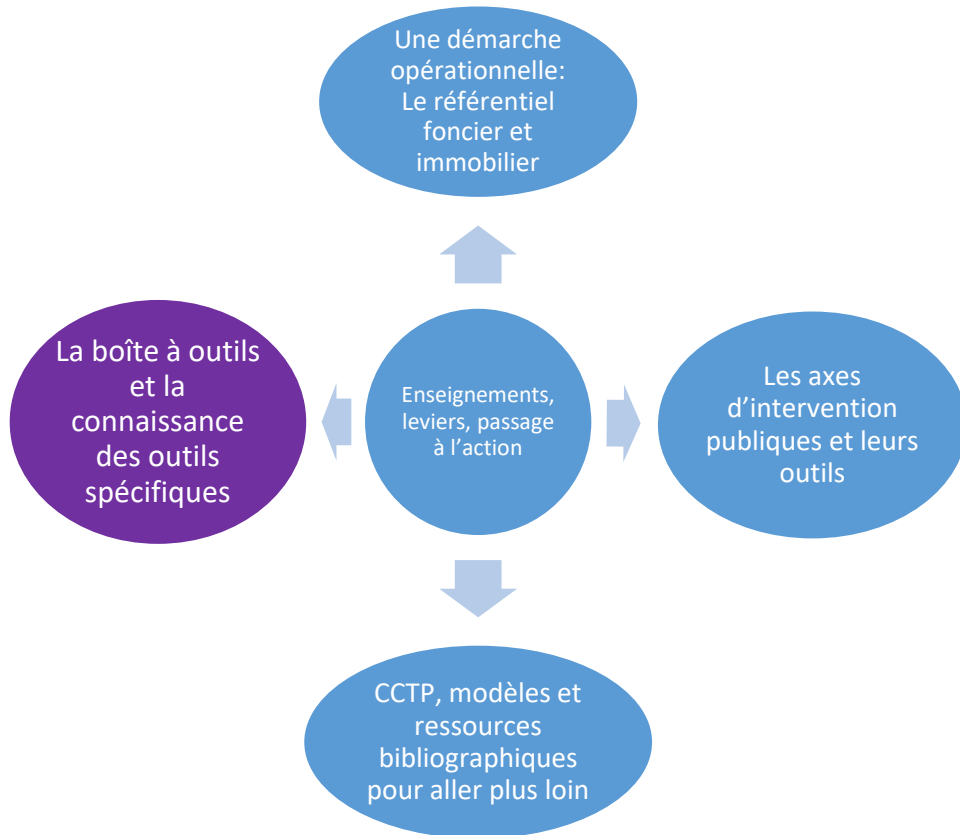 Une démarche
opérationnelle:
Le référentiel
foncier et
immobilier
La boîte à outils
et la
connaissance
des outils
spécifiques
Enseignements,
leviers, passage
à l’action
Les axes
d’intervention
publiques et leurs
outils
CCTP, modèles et
ressources
bibliographiques
pour aller plus loin